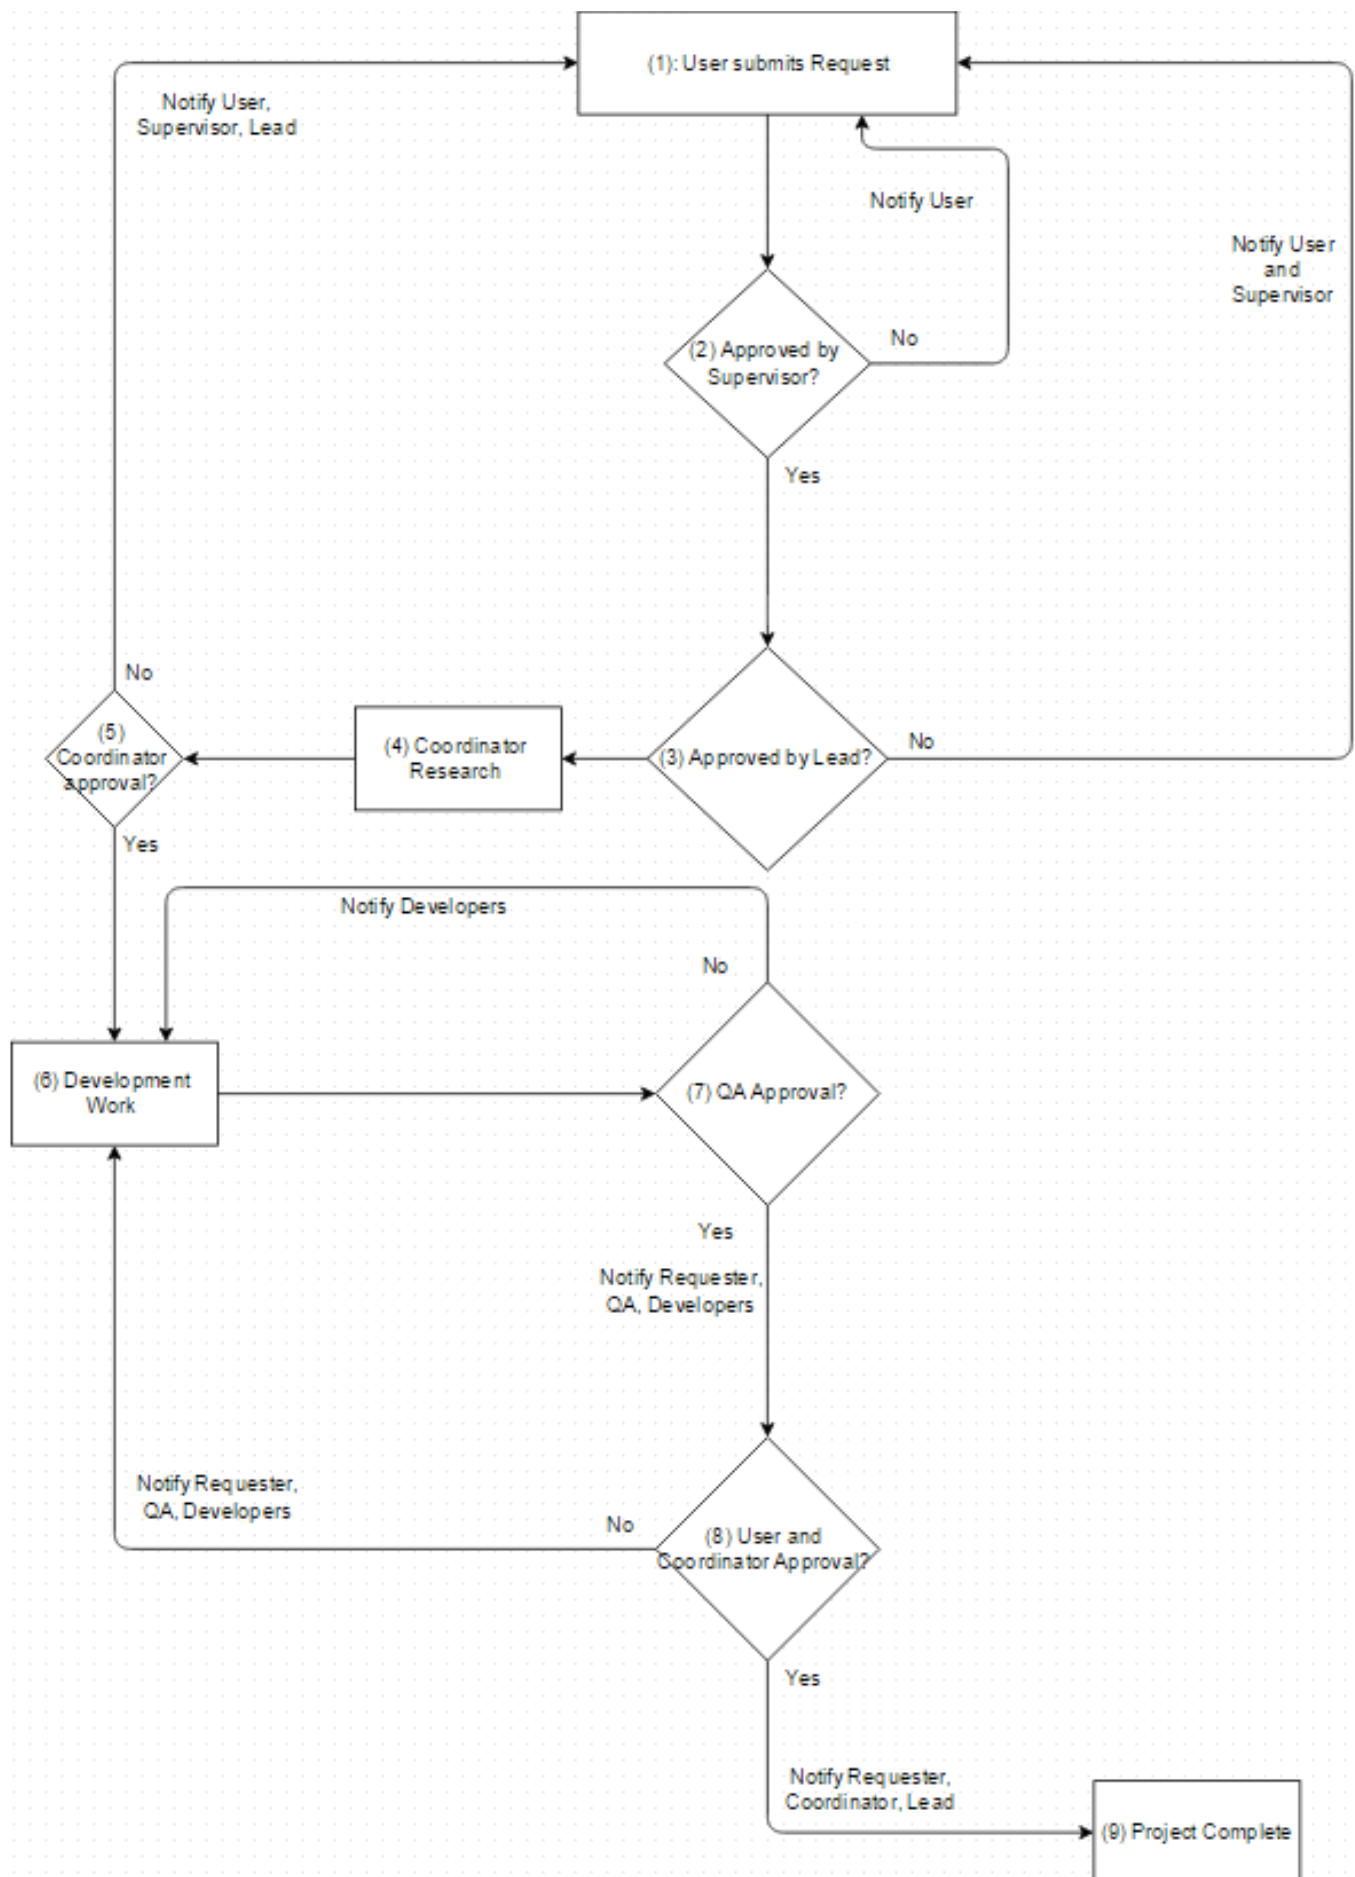 (1): User submits Request
Notify User,
Supervisor, Lead
Notify User
Notify User
and
Supervisor
No
(2) Approved by
Supervisor?
Yes
No
(5)
Coordinator
approval?
(4) Coordinator
Research
(3) Approved by Lead?
No
Yes
Notify Developers
No
(6) Development
Work
(7) QA Approval?
Yes
Notify Requester,
QA, Developers
Notify Requester,
QA, Developers
No
(8) User and
Coordinator Approval?
Yes
Notify Requester,
Coordinator, Lead
(9) Project Complete